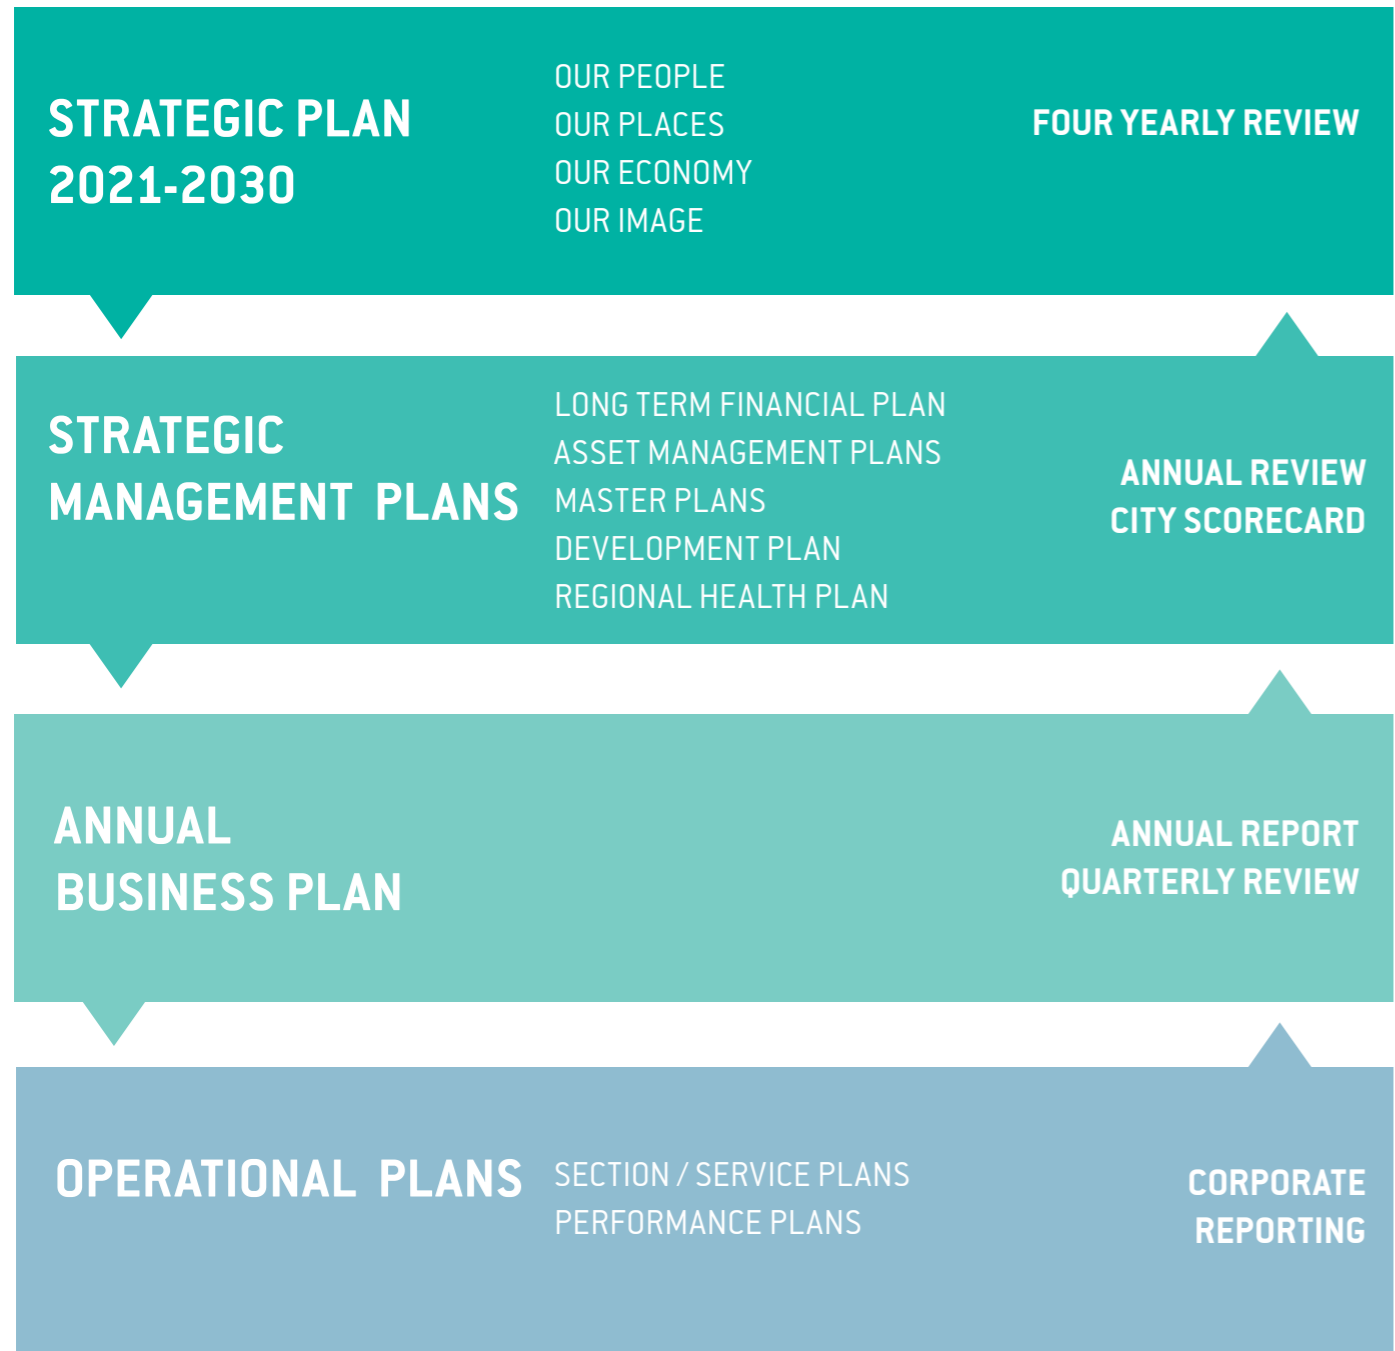 STRATEGIC PLAN
2021-2030
OUR PEOPLE
OUR PLACES
OUR ECONOMY
OUR IMAGE
FOUR YEARLY REVIEW
STRATEGIC
MANAGEMENT PLANS
LONG TERM FINANCIAL PLAN
ASSET MANAGEMENT PLANS
MASTER PLANS
DEVELOPMENT PLAN
REGIONAL HEALTH PLAN
ANNUAL REVIEW
CITY SCORECARD
ANNUAL
BUSINESS PLAN
ANNUAL REPORT
QUARTERLY REVIEW
OPERATIONAL PLANS
SECTION / SERVICE PLANS
PERFORMANCE PLANS
CORPORATE
REPORTING